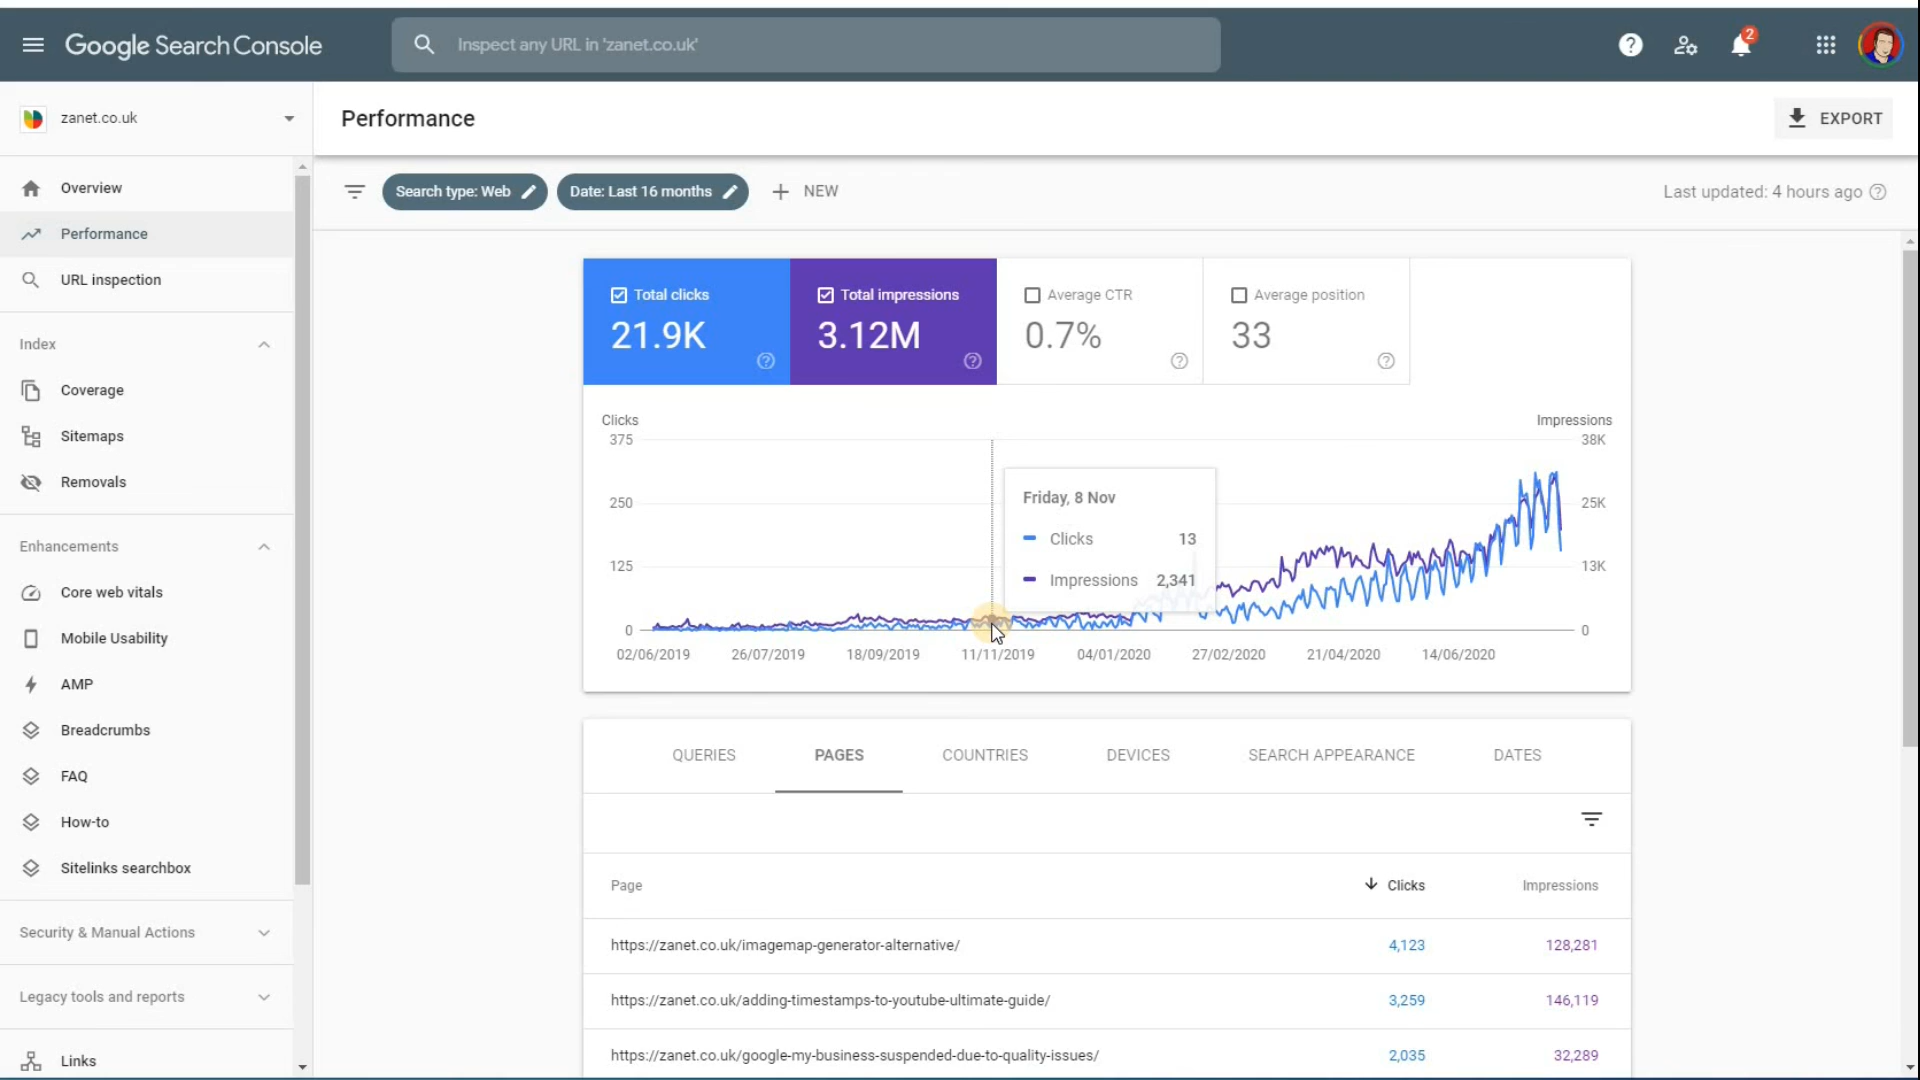 Google Search Console
Inspect any URL in 'zanet.co.uk'
2
zanet.co.uk
Performance
EXPORT
Overview
Performance
URL inspection
Index
Coverage
Sitemaps
Removals
Enhancements
Core web vitals
Mobile Usability
AMP
Breadcrumbs
FAQ
How-to
Sitelinks searchbox
Security & Manual Actions
Legacy tools and reports
Links
Search type: Web
Date: Last 16 months
NEW
Last updated: 4 hours ago
Total clicks
21.9K
Total impressions
3.12M
Average CTR
0.7%
Average position
33
Clicks
Impressions
375
38K
250
25K
125
13K
0
0
Friday, 8 Nov
Clicks 13
Impressions 2,341
02/06/2019 26/07/2019 18/09/2019 11/11/2019 04/01/2020 27/02/2020 21/04/2020 14/06/2020
QUERIES PAGES COUNTRIES DEVICES SEARCH APPEARANCE DATES
Page Clicks Impressions
https://zanet.co.uk/imagemap-generator-alternative/ 4,123 128,281
https://zanet.co.uk/adding-timestamps-to-youtube-ultimate-guide/ 3,259 146,119
https://zanet.co.uk/google-my-business-suspended-due-to-quality-issues/ 2,035 32,289